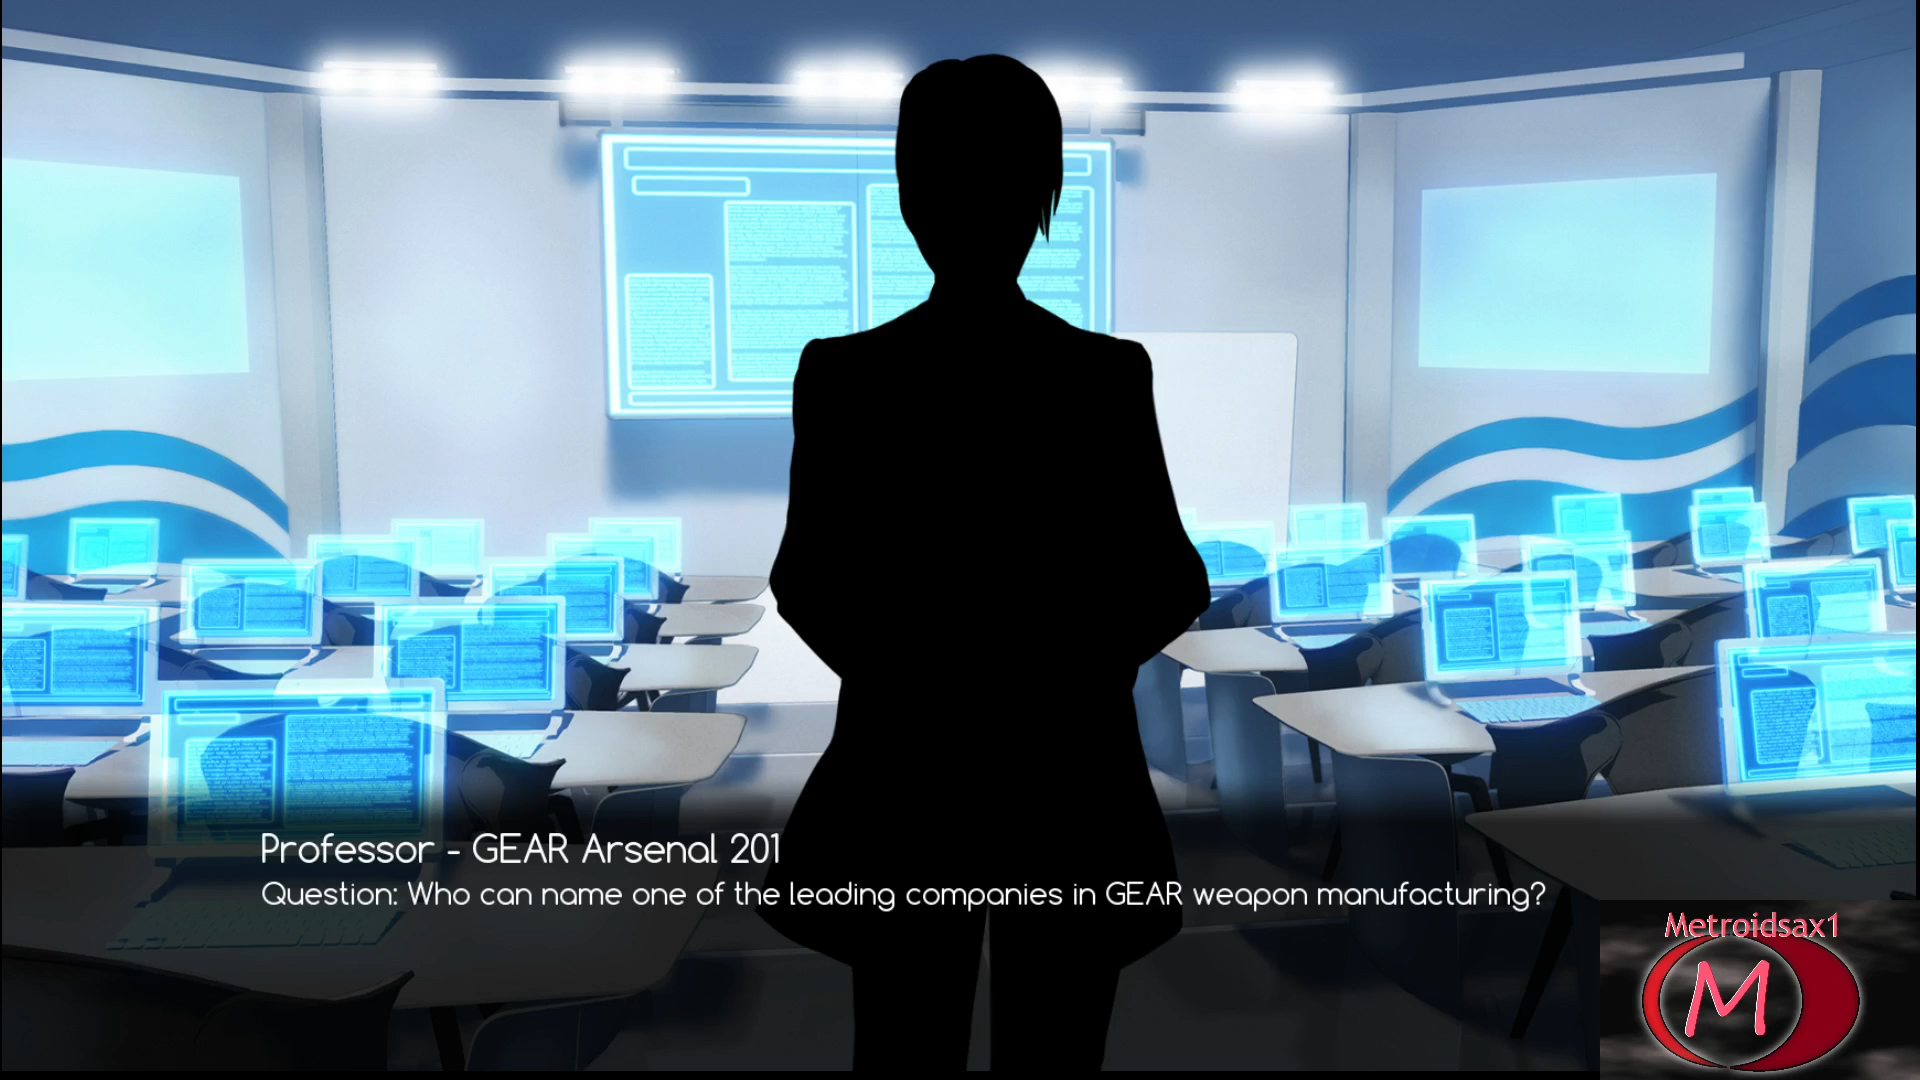 Professor - GEAR Arsenal 201
Question: Who can name one of the leading companies in GEAR weapon manufacturing?
Metroidsax1
M